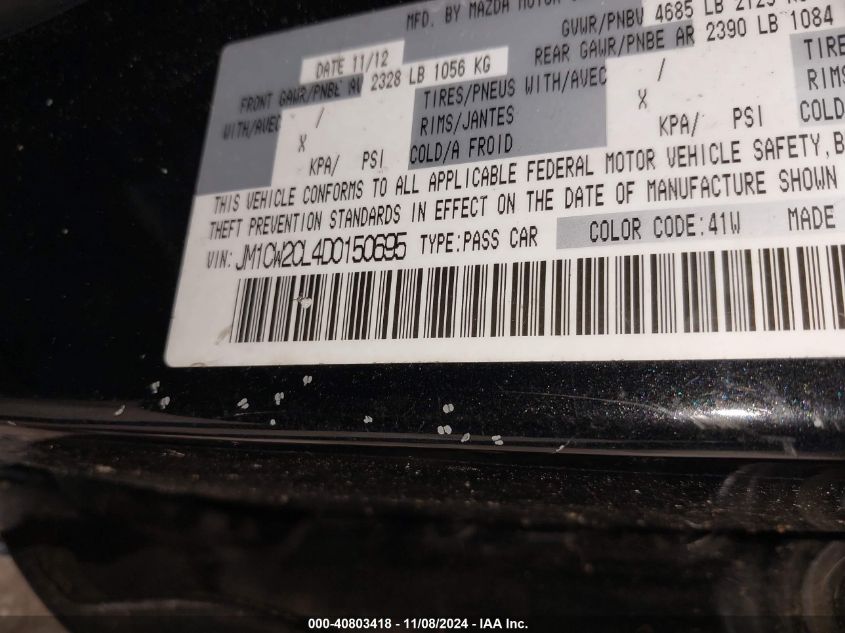 MFD. BY MAZDA MOTOR
GVWR/PNBV 4685 LB 2125
DATE 11/12 REAR GAWR/PNBE AR 2390 LB 1084
FRONT GAWR/PNBE AV 2328 LB 1056 KG
WITH/AVEC / TIRES/PNEUS WITH/AVEC / TIRES
X RIMS/JANTES X RIMS
KPA/ PSI COLD/A FROID KPA/ PSI COLD
THIS VEHICLE CONFORMS TO ALL APPLICABLE FEDERAL MOTOR VEHICLE SAFETY, B
THEFT PREVENTION STANDARDS IN EFFECT ON THE DATE OF MANUFACTURE SHOWN
VIN: JM1CW2CL4D0150695 TYPE:PASS CAR COLOR CODE:41W MADE
000-40803418 - 11/08/2024 - IAA Inc.